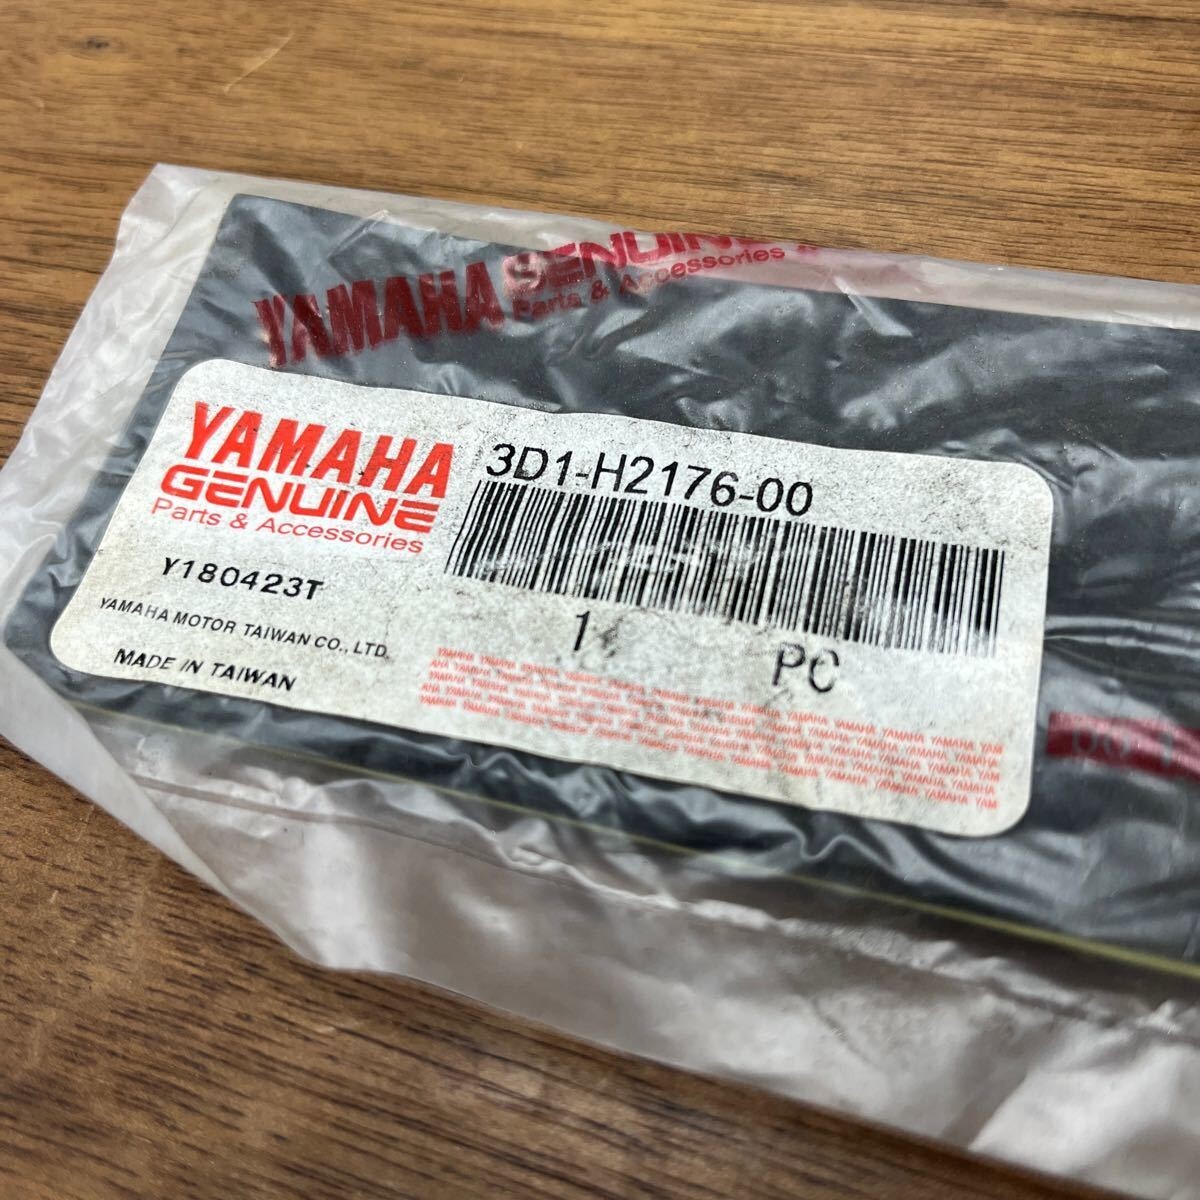 YAMAHA GENUINE
Parts & Accessories
YAMAHA
GENUINE
Parts & Accessories
3D1-H2176-00
Y180423T
1 PC
YAMAHA MOTOR TAIWAN CO., LTD.
MADE IN TAIWAN